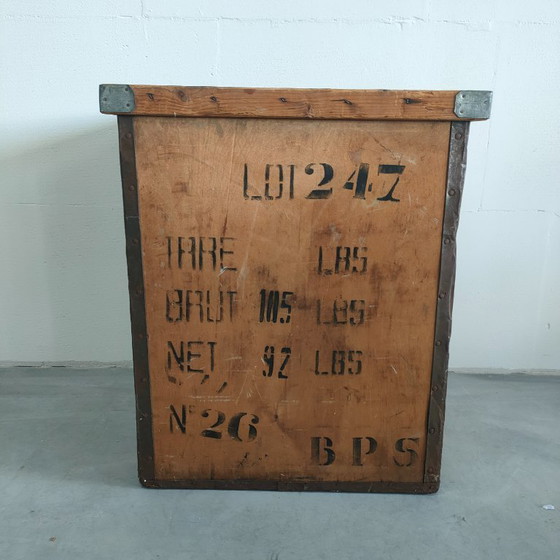 LOT 247
TARE LBS
BRUT 105 LBS
NET 92 LBS
N° 26
BPS